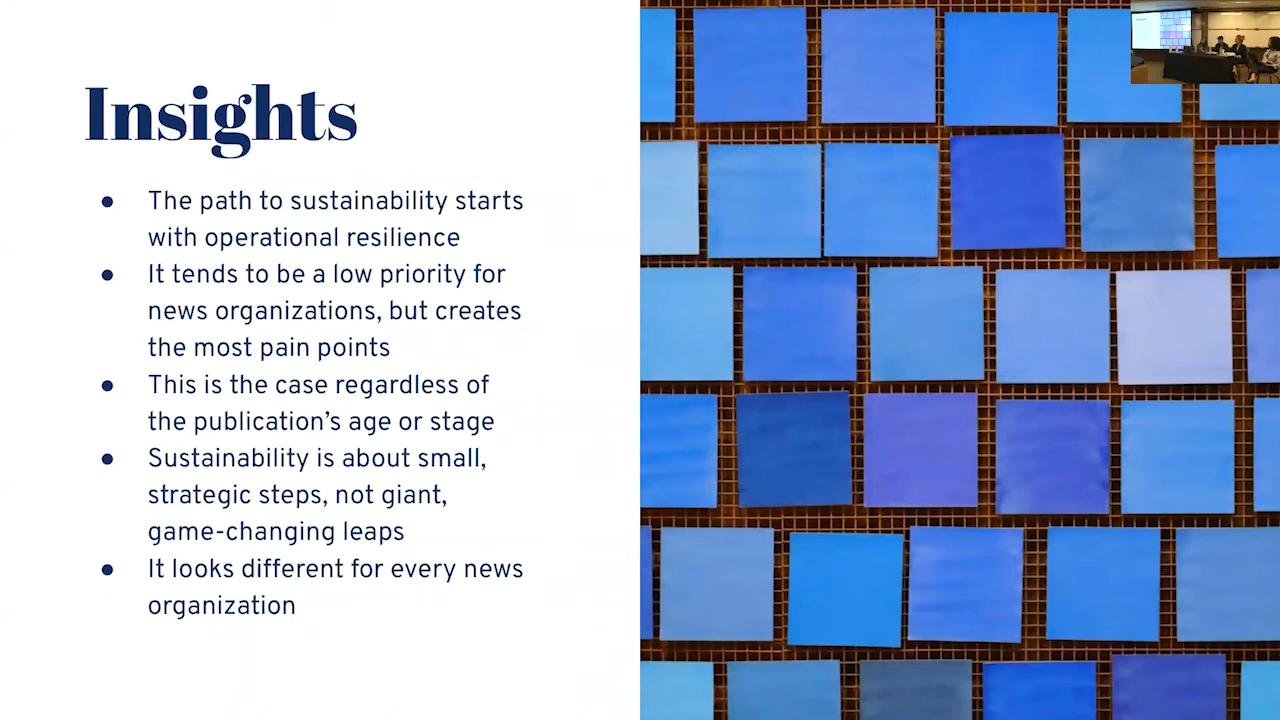 Insights
● The path to sustainability starts
with operational resilience
● It tends to be a low priority for
news organizations, but creates
the most pain points
● This is the case regardless of
the publication’s age or stage
● Sustainability is about small,
strategic steps, not giant,
game-changing leaps
● It looks different for every news
organization